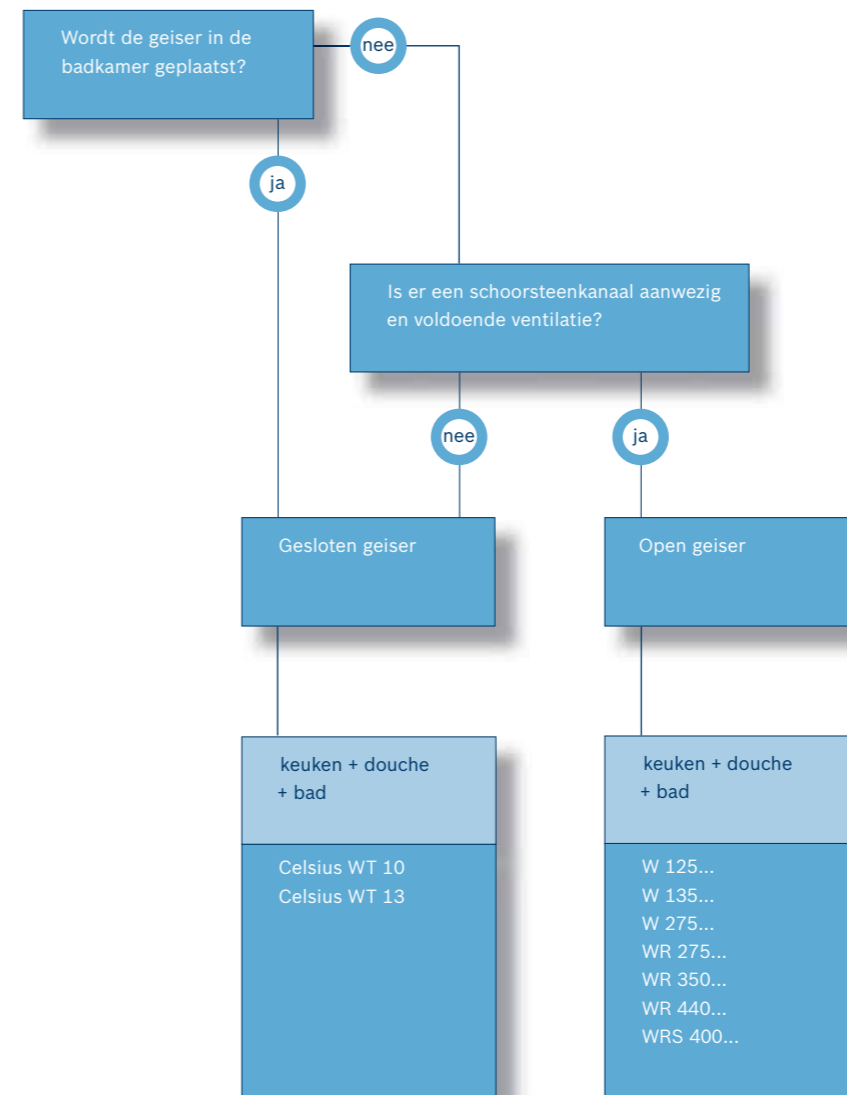 Wordt de geiser in de
badkamer geplaatst?
nee
ja
Is er een schoorsteenkanaal aanwezig
en voldoende ventilatie?
nee
ja
Gesloten geiser
Open geiser
keuken + douche
+ bad
Celsius WT 10
Celsius WT 13
keuken + douche
+ bad
W 125...
W 135...
W 275...
WR 275...
WR 350...
WR 440...
WRS 400...